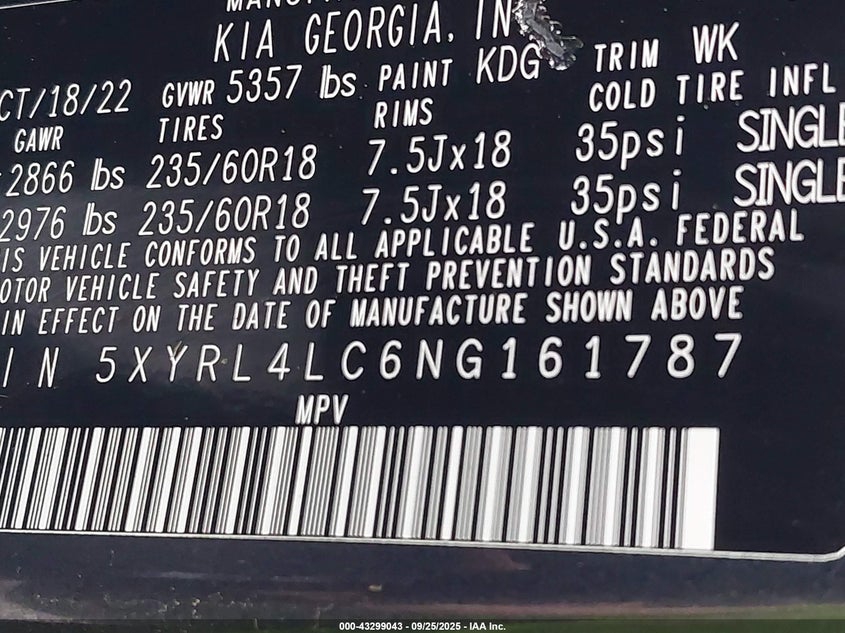 KIA GEORGIA, IN
CT/18/22 GVWR 5357 lbs PAINT KDG TRIM WK
GAWR TIRES RIMS COLD TIRE INFL
2866 lbs 235/60R18 7.5Jx18 35psi SINGLE
2976 lbs 235/60R18 7.5Jx18 35psi SINGLE
IS VEHICLE CONFORMS TO ALL APPLICABLE U.S.A. FEDERAL
OTOR VEHICLE SAFETY AND THEFT PREVENTION STANDARDS
IN EFFECT ON THE DATE OF MANUFACTURE SHOWN ABOVE
IN 5XYRL4LC6NG161787
MPV
000-43299043 - 09/25/2025 - IAA Inc.